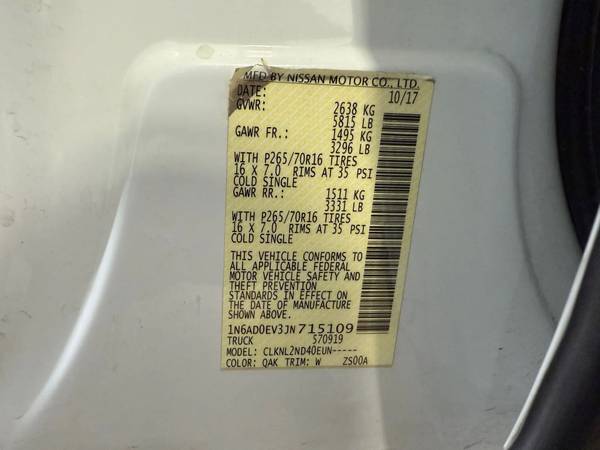 MFD BY NISSAN MOTOR CO., LTD.
DATE: 10/17
GVWR: 2638 KG
5815 LB
GAWR FR.: 1495 KG
3296 LB
WITH P265/70R16 TIRES
16 X 7.0 RIMS AT 35 PSI
COLD SINGLE
GAWR RR.: 1511 KG
3331 LB
WITH P265/70R16 TIRES
16 X 7.0 RIMS AT 35 PSI
COLD SINGLE
THIS VEHICLE CONFORMS TO
ALL APPLICABLE FEDERAL
MOTOR VEHICLE SAFETY AND
THEFT PREVENTION
STANDARDS IN EFFECT ON
THE DATE OF MANUFACTURE
SHOWN ABOVE.
1N6AD0EV3JN715109
TRUCK 570919
MODEL: CLKNL2ND40EUN-----
COLOR: QAK TRIM: W ZS00A